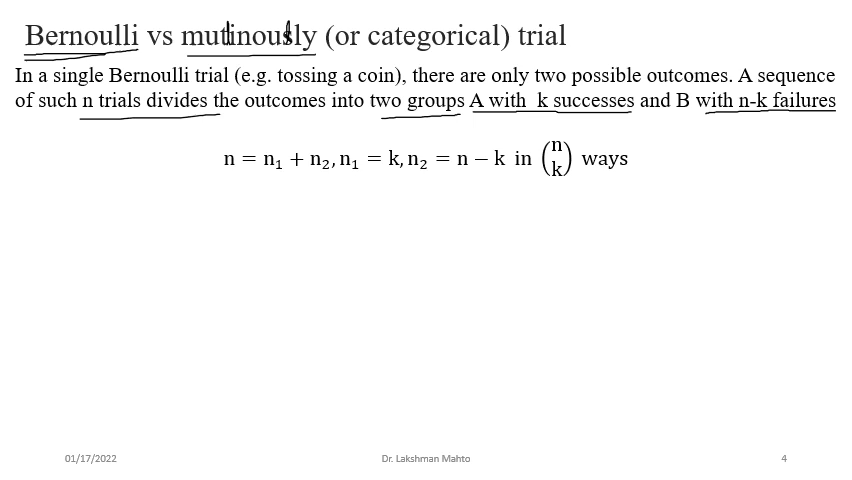 Bernoulli vs mutinously (or categorical) trial
In a single Bernoulli trial (e.g. tossing a coin), there are only two possible outcomes. A sequence
of such n trials divides the outcomes into two groups A with k successes and B with n-k failures
n = n₁ + n₂, n₁ = k, n₂ = n − k in (n k) ways
01/17/2022 Dr. Lakshman Mahto 4